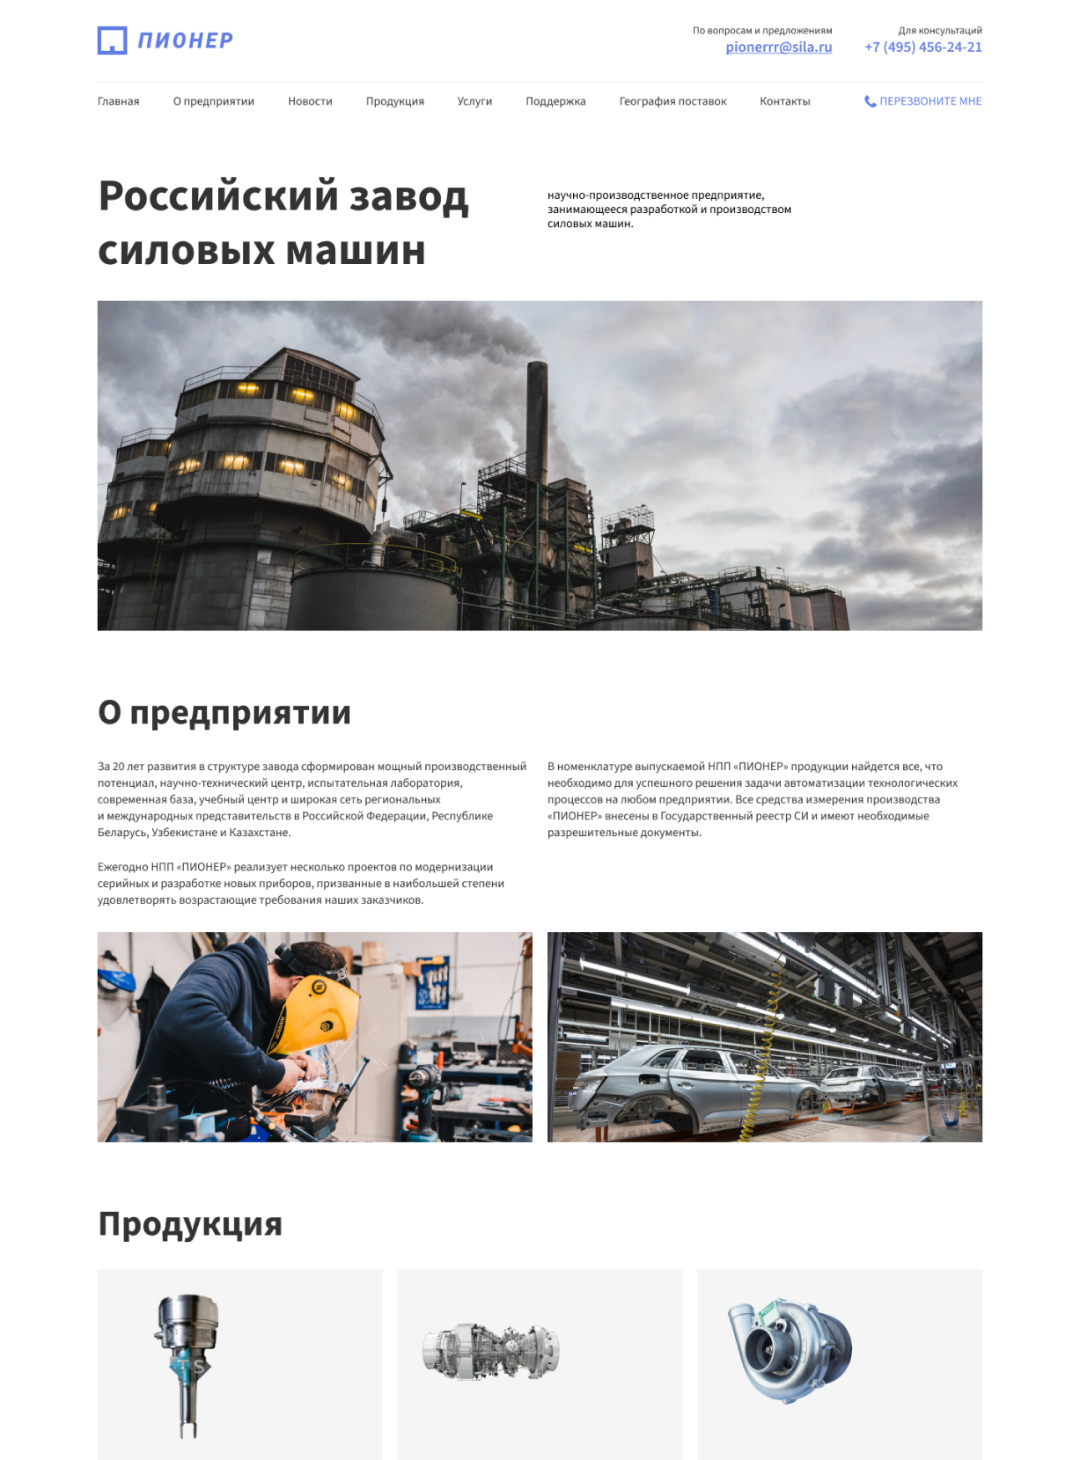 ПИОНЕР
По вопросам и предложениям
pionerrr@sila.ru
Для консультаций
+7 (495) 456-24-21
Главная
О предприятии
Новости
Продукция
Услуги
Поддержка
География поставок
Контакты
ПЕРЕЗВОНИТЕ МНЕ
Российский завод
силовых машин
научно-производственное предприятие,
занимающееся разработкой и производством
силовых машин.
О предприятии
За 20 лет развития в структуре завода сформирован мощный производственный
потенциал, научно-технический центр, испытательная лаборатория,
современная база, учебный центр и широкая сеть региональных
и международных представительств в Российской Федерации, Республике
Беларусь, Узбекистане и Казахстане.
Ежегодно НПП «ПИОНЕР» реализует несколько проектов по модернизации
серийных и разработке новых приборов, призванные в наибольшей степени
удовлетворять возрастающие требования наших заказчиков.
В номенклатуре выпускаемой НПП «ПИОНЕР» продукции найдется все, что
необходимо для успешного решения задачи автоматизации технологических
процессов на любом предприятии. Все средства измерения производства
«ПИОНЕР» внесены в Государственный реестр СИ и имеют необходимые
разрешительные документы.
Продукция
TS